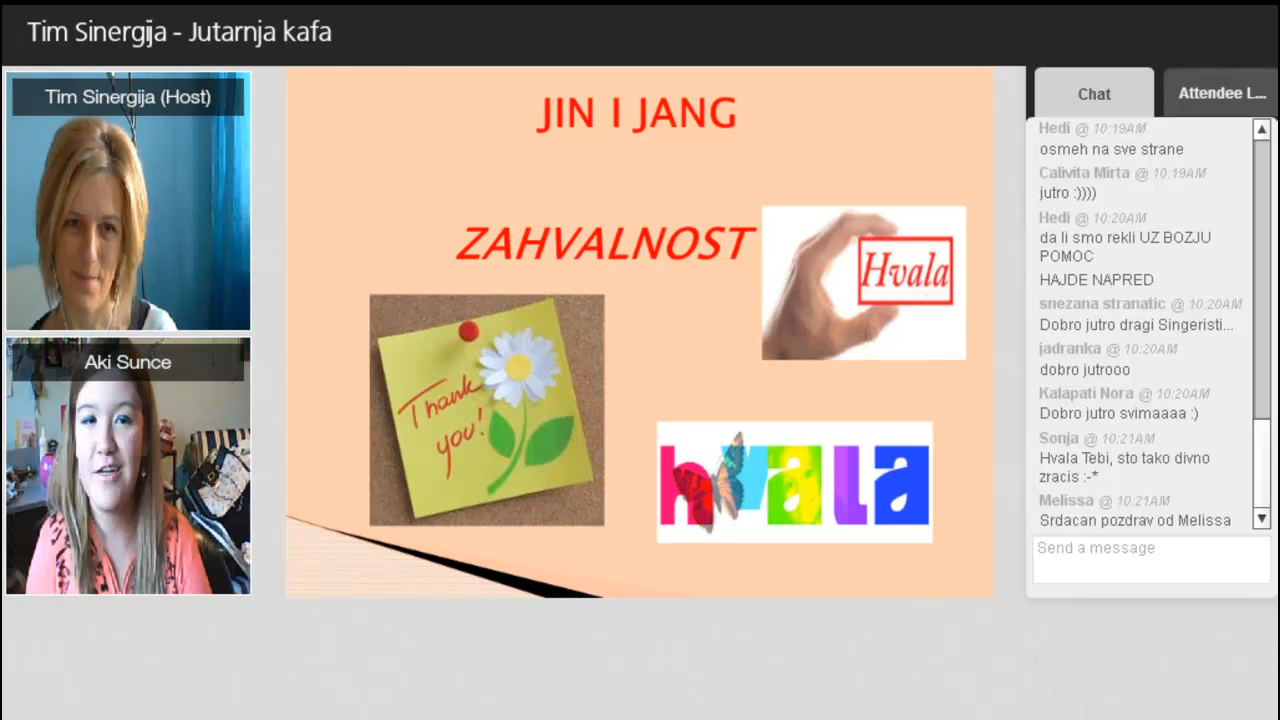 Tim Sinergija - Jutarnja kafa
Tim Sinergija (Host)
Aki Sunce
JIN I JANG
ZAHVALNOST
Hvala
Thank
you!
hvala
Chat
Attendee L...
Hedi @ 10:19AM
osmeh na sve strane
Calivita Mirta @ 10:19AM
jutro :))))
Hedi @ 10:20AM
da li smo rekli UZ BOZJU
POMOC
HAJDE NAPRED
snezana stranatic @ 10:20AM
Dobro jutro dragi Singeristi...
jadranka @ 10:20AM
dobro jutrooo
Kalapati Nora @ 10:20AM
Dobro jutro svimaaaa :)
Sonja @ 10:21AM
Hvala Tebi, sto tako divno
zracis :-*
Melissa @ 10:21AM
Srdacan pozdrav od Melissa
Send a message